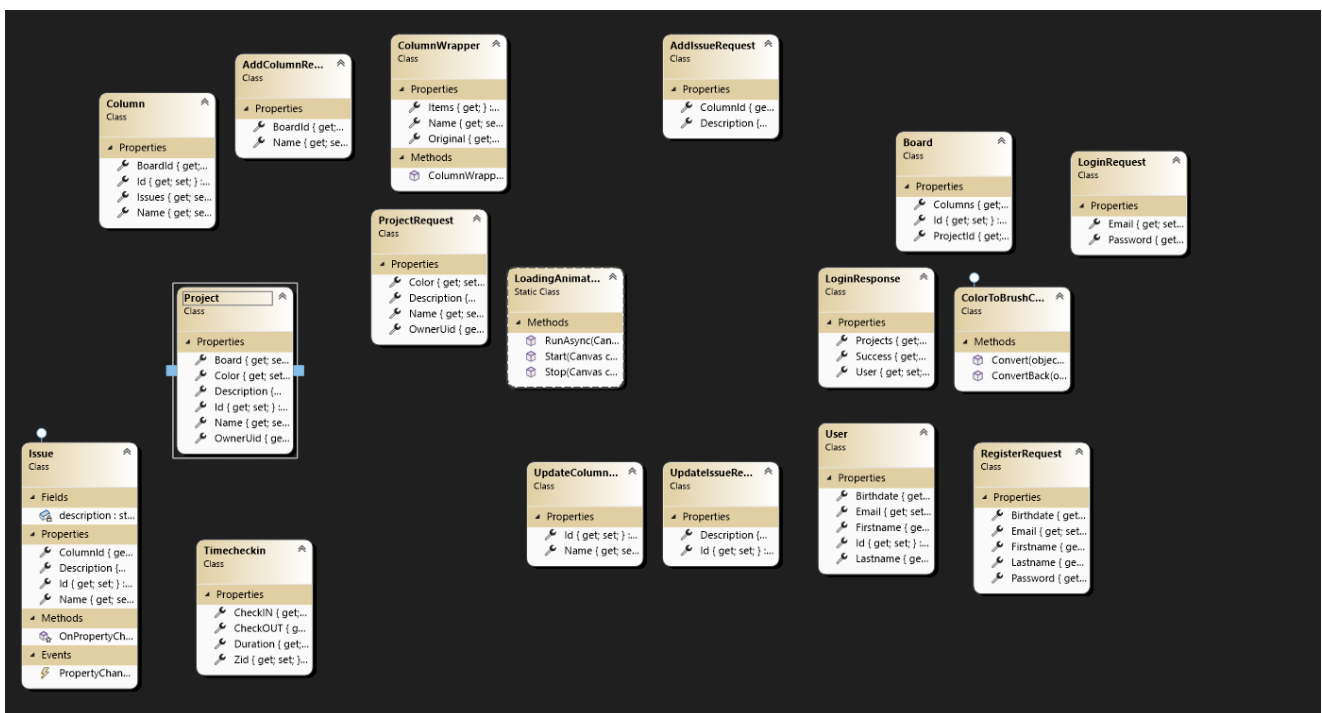 Column
Class
Properties
BoardId { get;...
Id { get; set; } :...
Issues { get; se...
Name { get; se...
AddColumnRe...
Class
Properties
BoardId { get;...
Name { get; se...
ColumnWrapper
Class
Properties
Items { get; } :...
Name { get; se...
Original { get;...
Methods
ColumnWrapp...
AddIssueRequest
Class
Properties
ColumnId { ge...
Description {...
Board
Class
Properties
Columns { get;...
Id { get; set; } :...
ProjectId { get;...
LoginRequest
Class
Properties
Email { get; set...
Password { get...
ProjectRequest
Class
Properties
Color { get; set...
Description {...
Name { get; se...
OwnerUid { ge...
LoadingAnimat...
Static Class
Methods
RunAsync(Can...
Start(Canvas c...
Stop(Canvas c...
LoginResponse
Class
Properties
Projects { get;...
Success { get;...
User { get; set;...
ColorToBrushC...
Class
Methods
Convert(objec...
ConvertBack(o...
Project
Class
Properties
Board { get; se...
Color { get; set...
Description {...
Id { get; set; } :...
Name { get; se...
OwnerUid { ge...
Issue
Class
Fields
description : st...
Properties
ColumnId { ge...
Description {...
Id { get; set; } :...
Name { get; se...
Methods
OnPropertyCh...
Events
PropertyChan...
Timecheckin
Class
Properties
CheckIN { get;...
CheckOUT { g...
Duration { get;...
Zid { get; set; }...
UpdateColumn...
Class
Properties
Id { get; set; } :...
Name { get; se...
UpdateIssueRe...
Class
Properties
Description {...
Id { get; set; } :...
User
Class
Properties
Birthdate { get...
Email { get; set...
Firstname { ge...
Id { get; set; } :...
Lastname { ge...
RegisterRequest
Class
Properties
Birthdate { get...
Email { get; set...
Firstname { ge...
Lastname { ge...
Password { get...